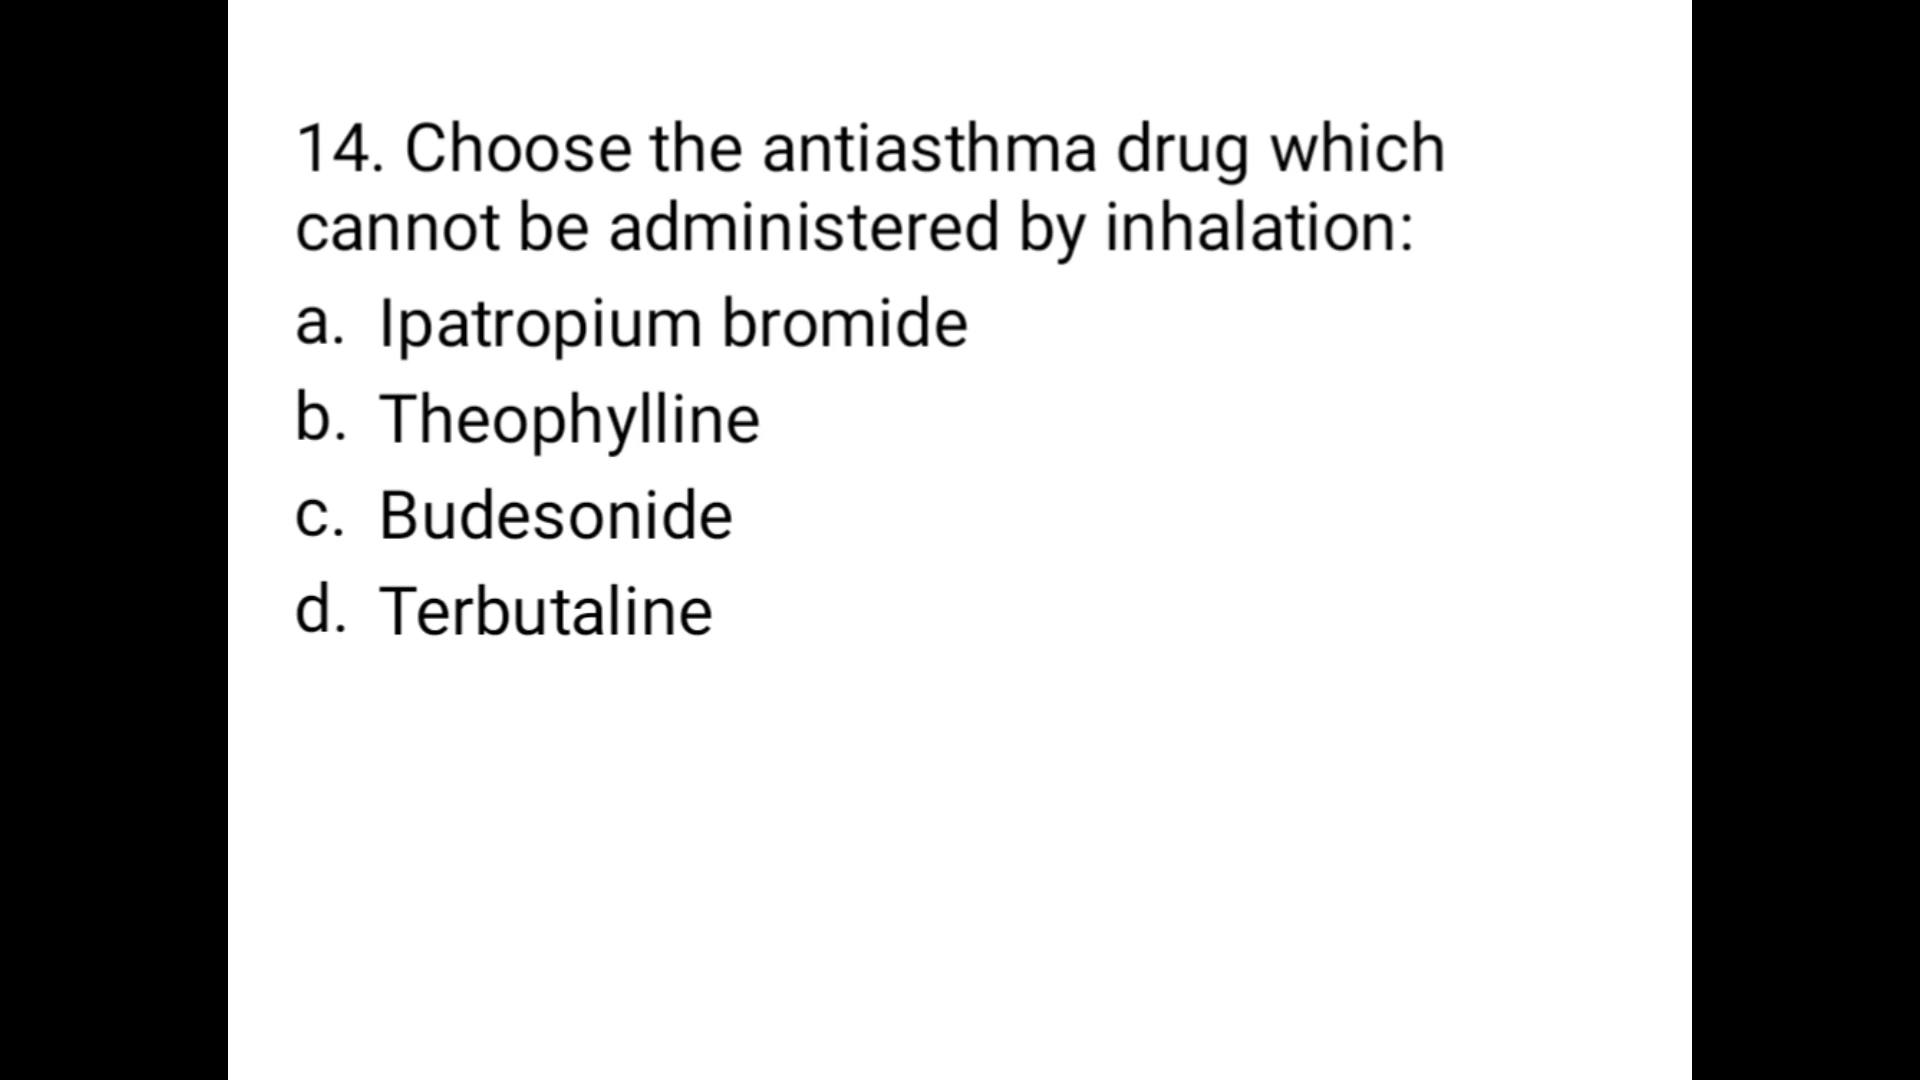 14. Choose the antiasthma drug which
cannot be administered by inhalation:
a. Ipatropium bromide
b. Theophylline
c. Budesonide
d. Terbutaline